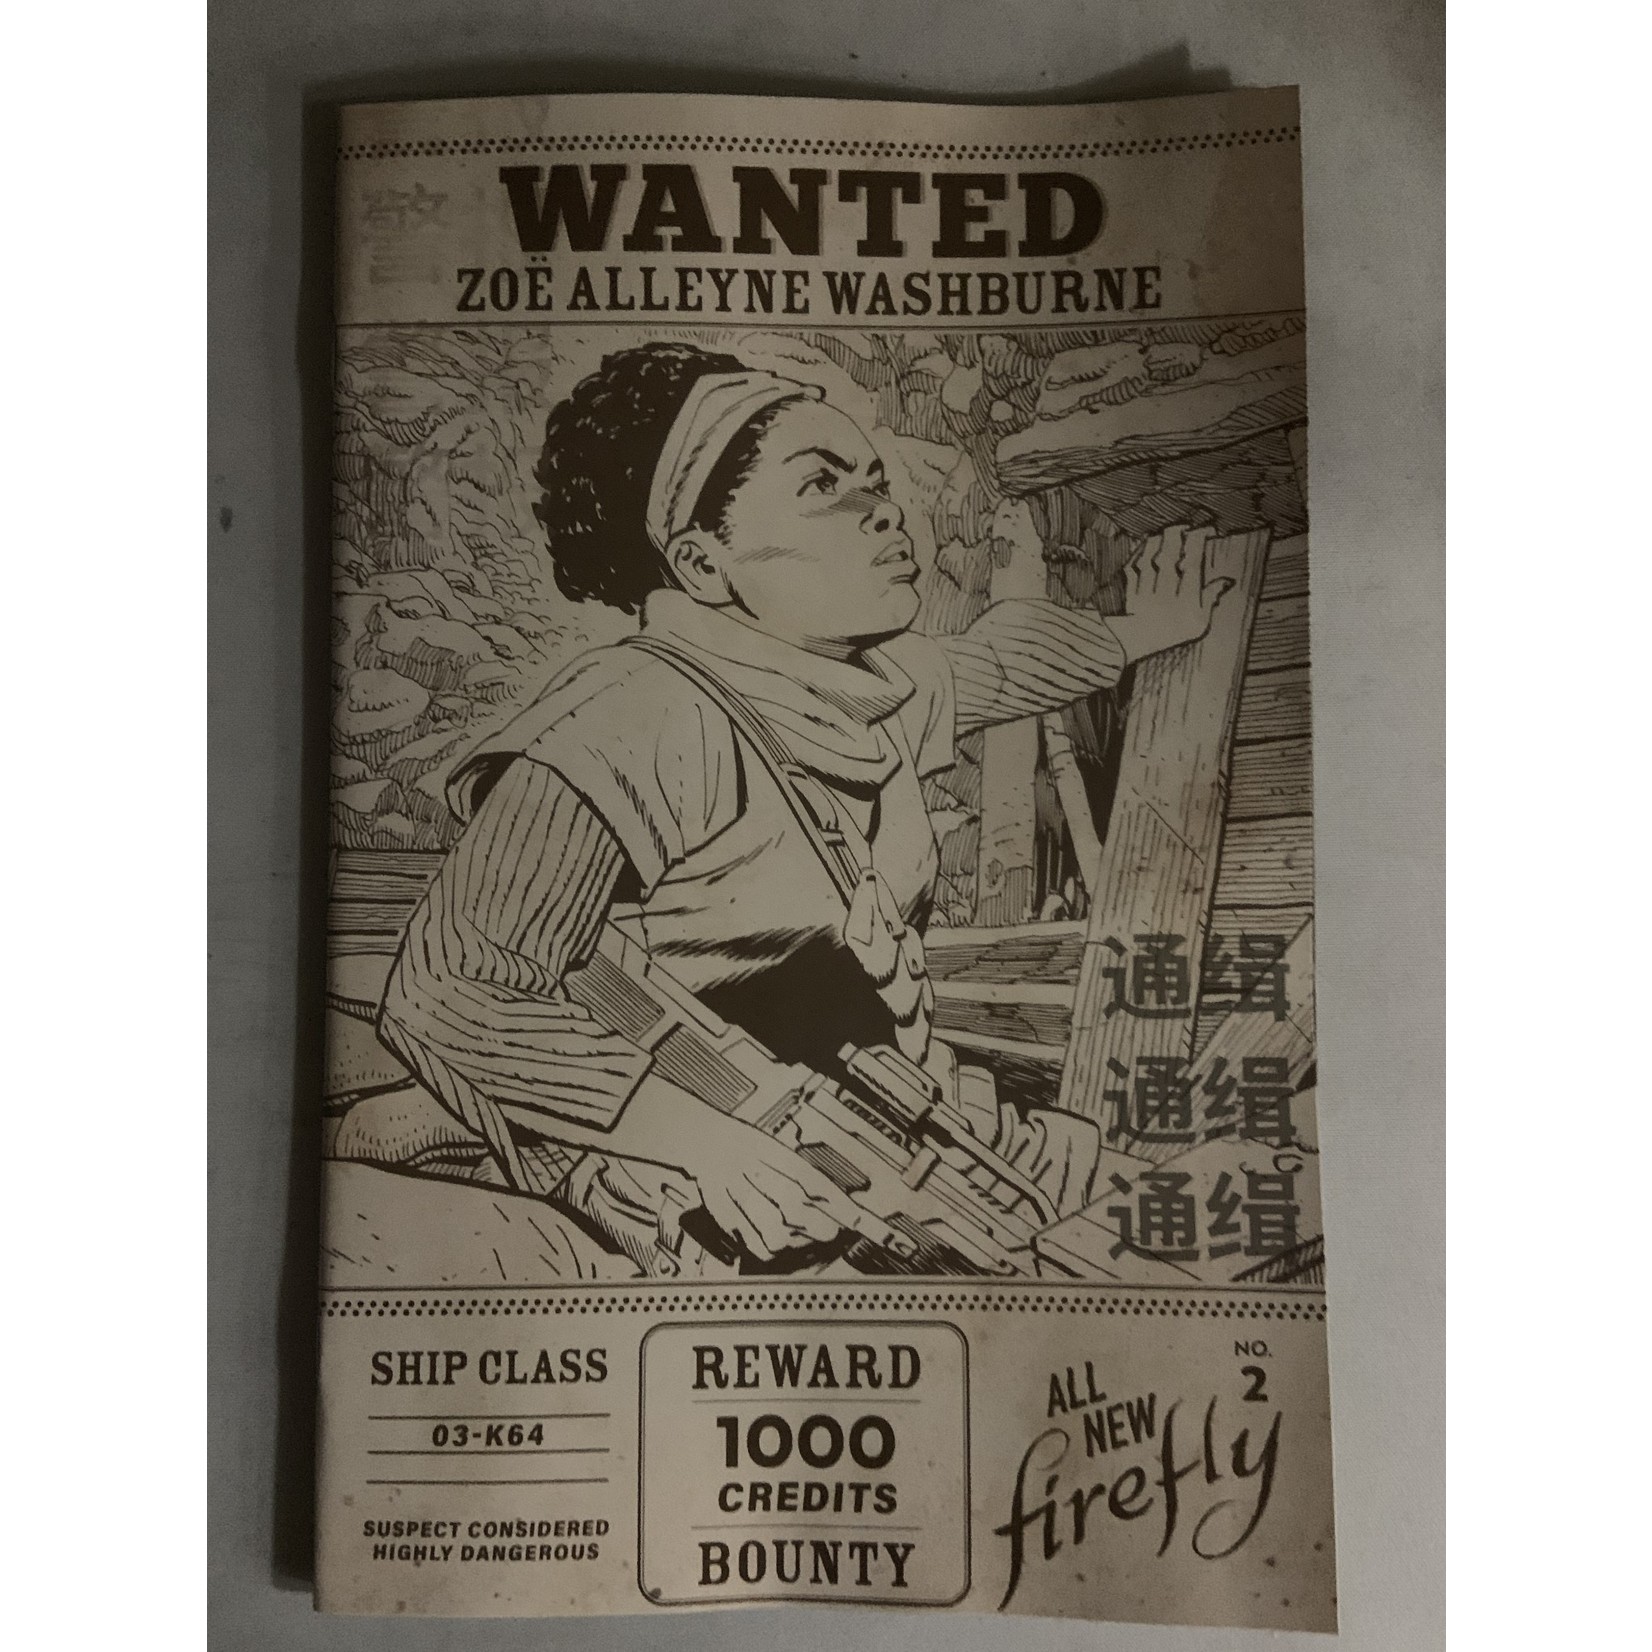 WANTED
警
ZOË ALLEYNE WASHBURNE
通缉
通缉
通缉
SHIP CLASS
03-K64
SUSPECT CONSIDERED
HIGHLY DANGEROUS
REWARD
1000
CREDITS
BOUNTY
NO.
2
ALL
NEW
firefly